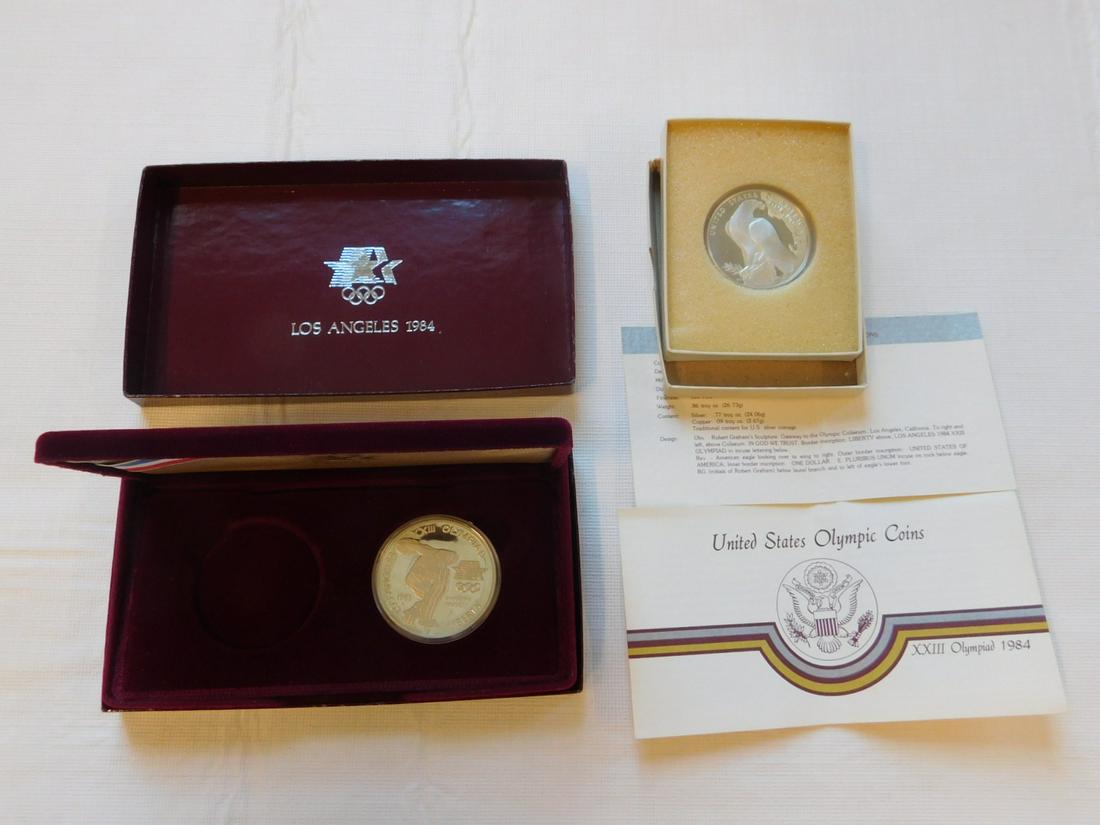 LOS ANGELES 1984
UNITED STATES
XXIII OLYMPIAD
1983
Weight: .86 troy oz. (26.73g)
Content: Silver: .77 troy oz. (24.06g)
Copper: .09 troy oz. (2.67g)
Traditional content for U.S. silver coinage
Design: Obv. - Robert Graham's Sculpture: Gateway to the Olympic Coliseum, Los Angeles, California. To right and
left, above Coliseum: IN GOD WE TRUST. Border inscription: LIBERTY above, LOS ANGELES 1984 XXIII
OLYMPIAD in incuse lettering below.
Rev. - American eagle looking over to wing to right. Outer border inscription: UNITED STATES OF
AMERICA, Inner border inscription: ONE DOLLAR. E PLURIBUS UNUM incuse on rock below eagle.
RG (initials of Robert Graham) below laurel branch and to left of eagle's lower foot.
United States Olympic Coins
XXIII Olympiad 1984